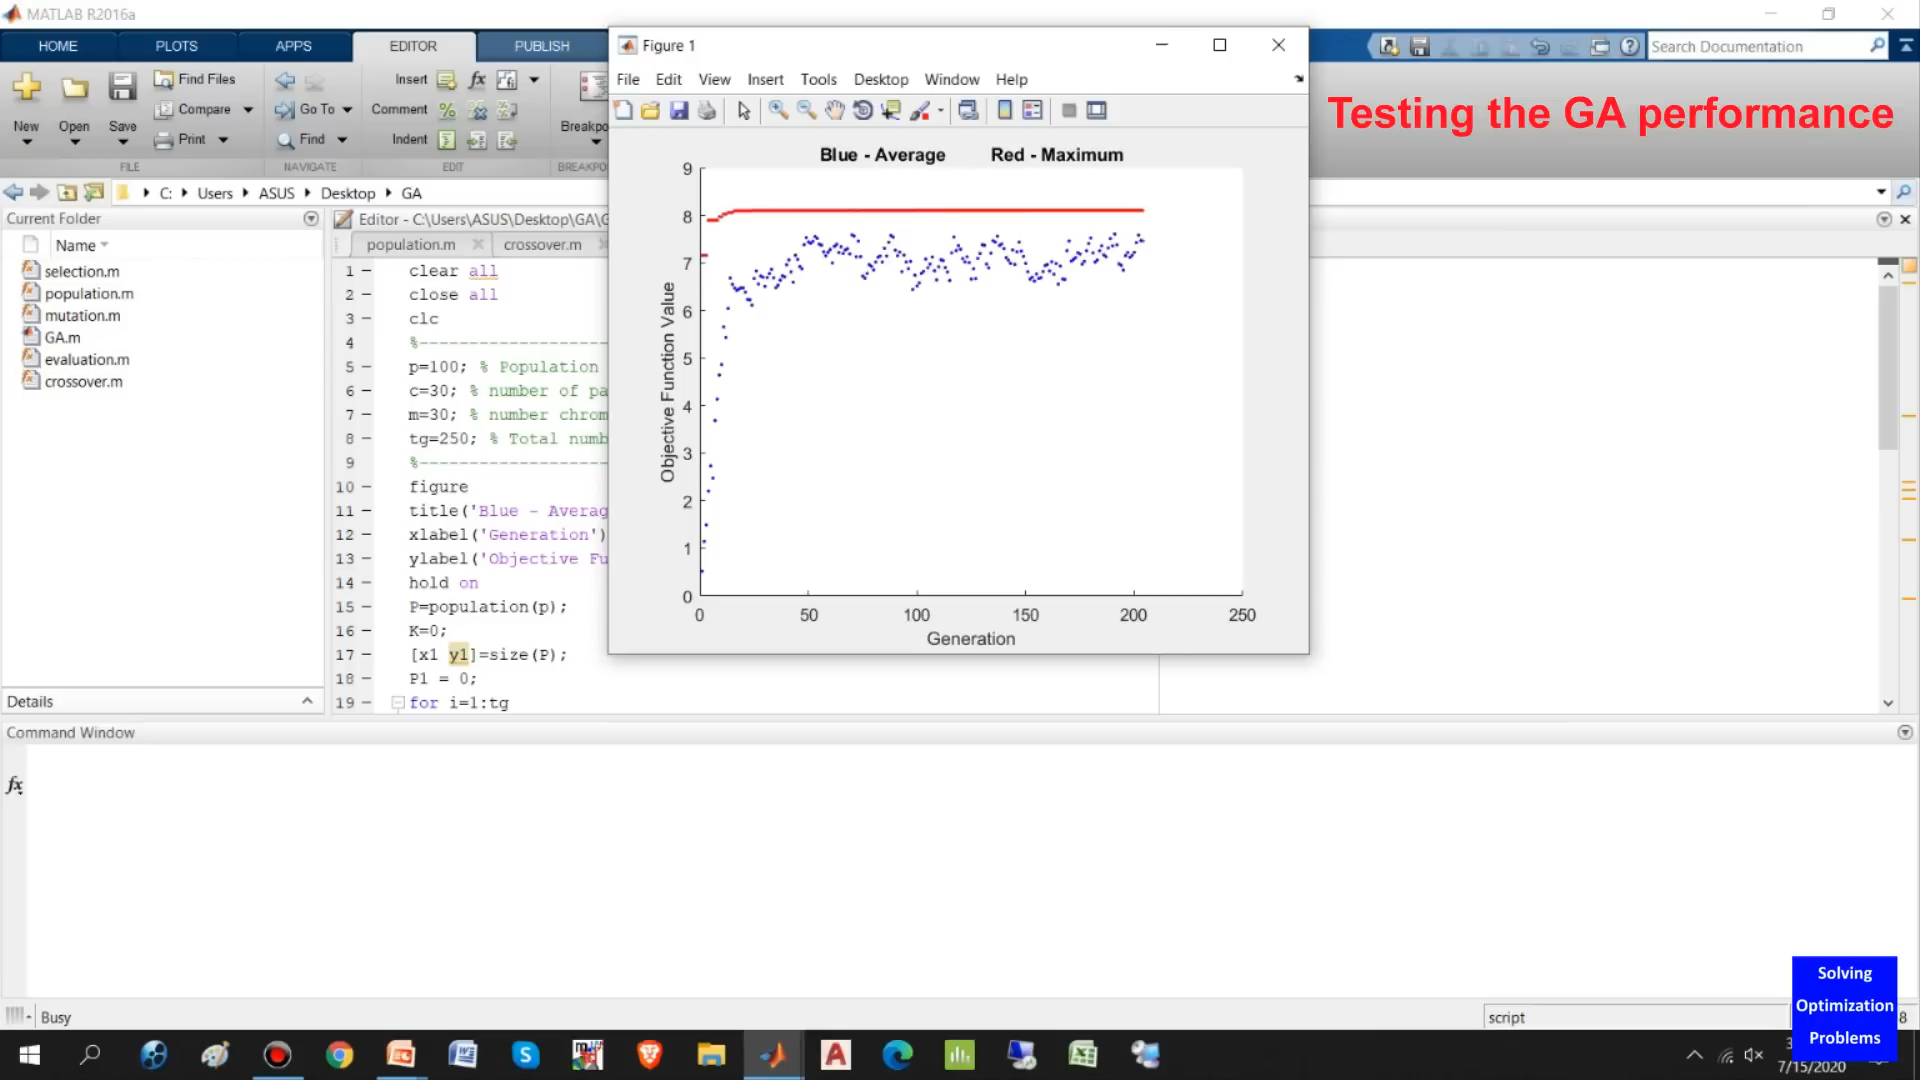 MATLAB R2016a
HOME PLOTS APPS EDITOR PUBLISH
Search Documentation
New Open Save
Find Files
Compare
Print
Go To
Find
Insert
Comment
Indent
FILE NAVIGATE EDIT
C: Users ASUS Desktop GA
Current Folder
Name
selection.m
population.m
mutation.m
GA.m
evaluation.m
crossover.m
Details
Editor - C:\Users\ASUS\Desktop\GA\G
population.m crossover.m
1 clear all
2 close all
3 clc
4 %-------------------
5 p=100; % Population
6 c=30; % number of pa
7 m=30; % number chrom
8 tg=250; % Total numb
9 %-------------------
10 figure
11 title('Blue - Averag
12 xlabel('Generation')
13 ylabel('Objective Fu
14 hold on
15 P=population(p);
16 K=0;
17 [x1 y1]=size(P);
18 P1 = 0;
19 for i=1:tg
Figure 1
File Edit View Insert Tools Desktop Window Help
Blue - Average Red - Maximum
Objective Function Value
9
8
7
6
5
4
3
2
1
0
0 50 100 150 200 250
Generation
Testing the GA performance
Command Window
fx
Busy
script
Solving
Optimization
Problems
7/15/2020